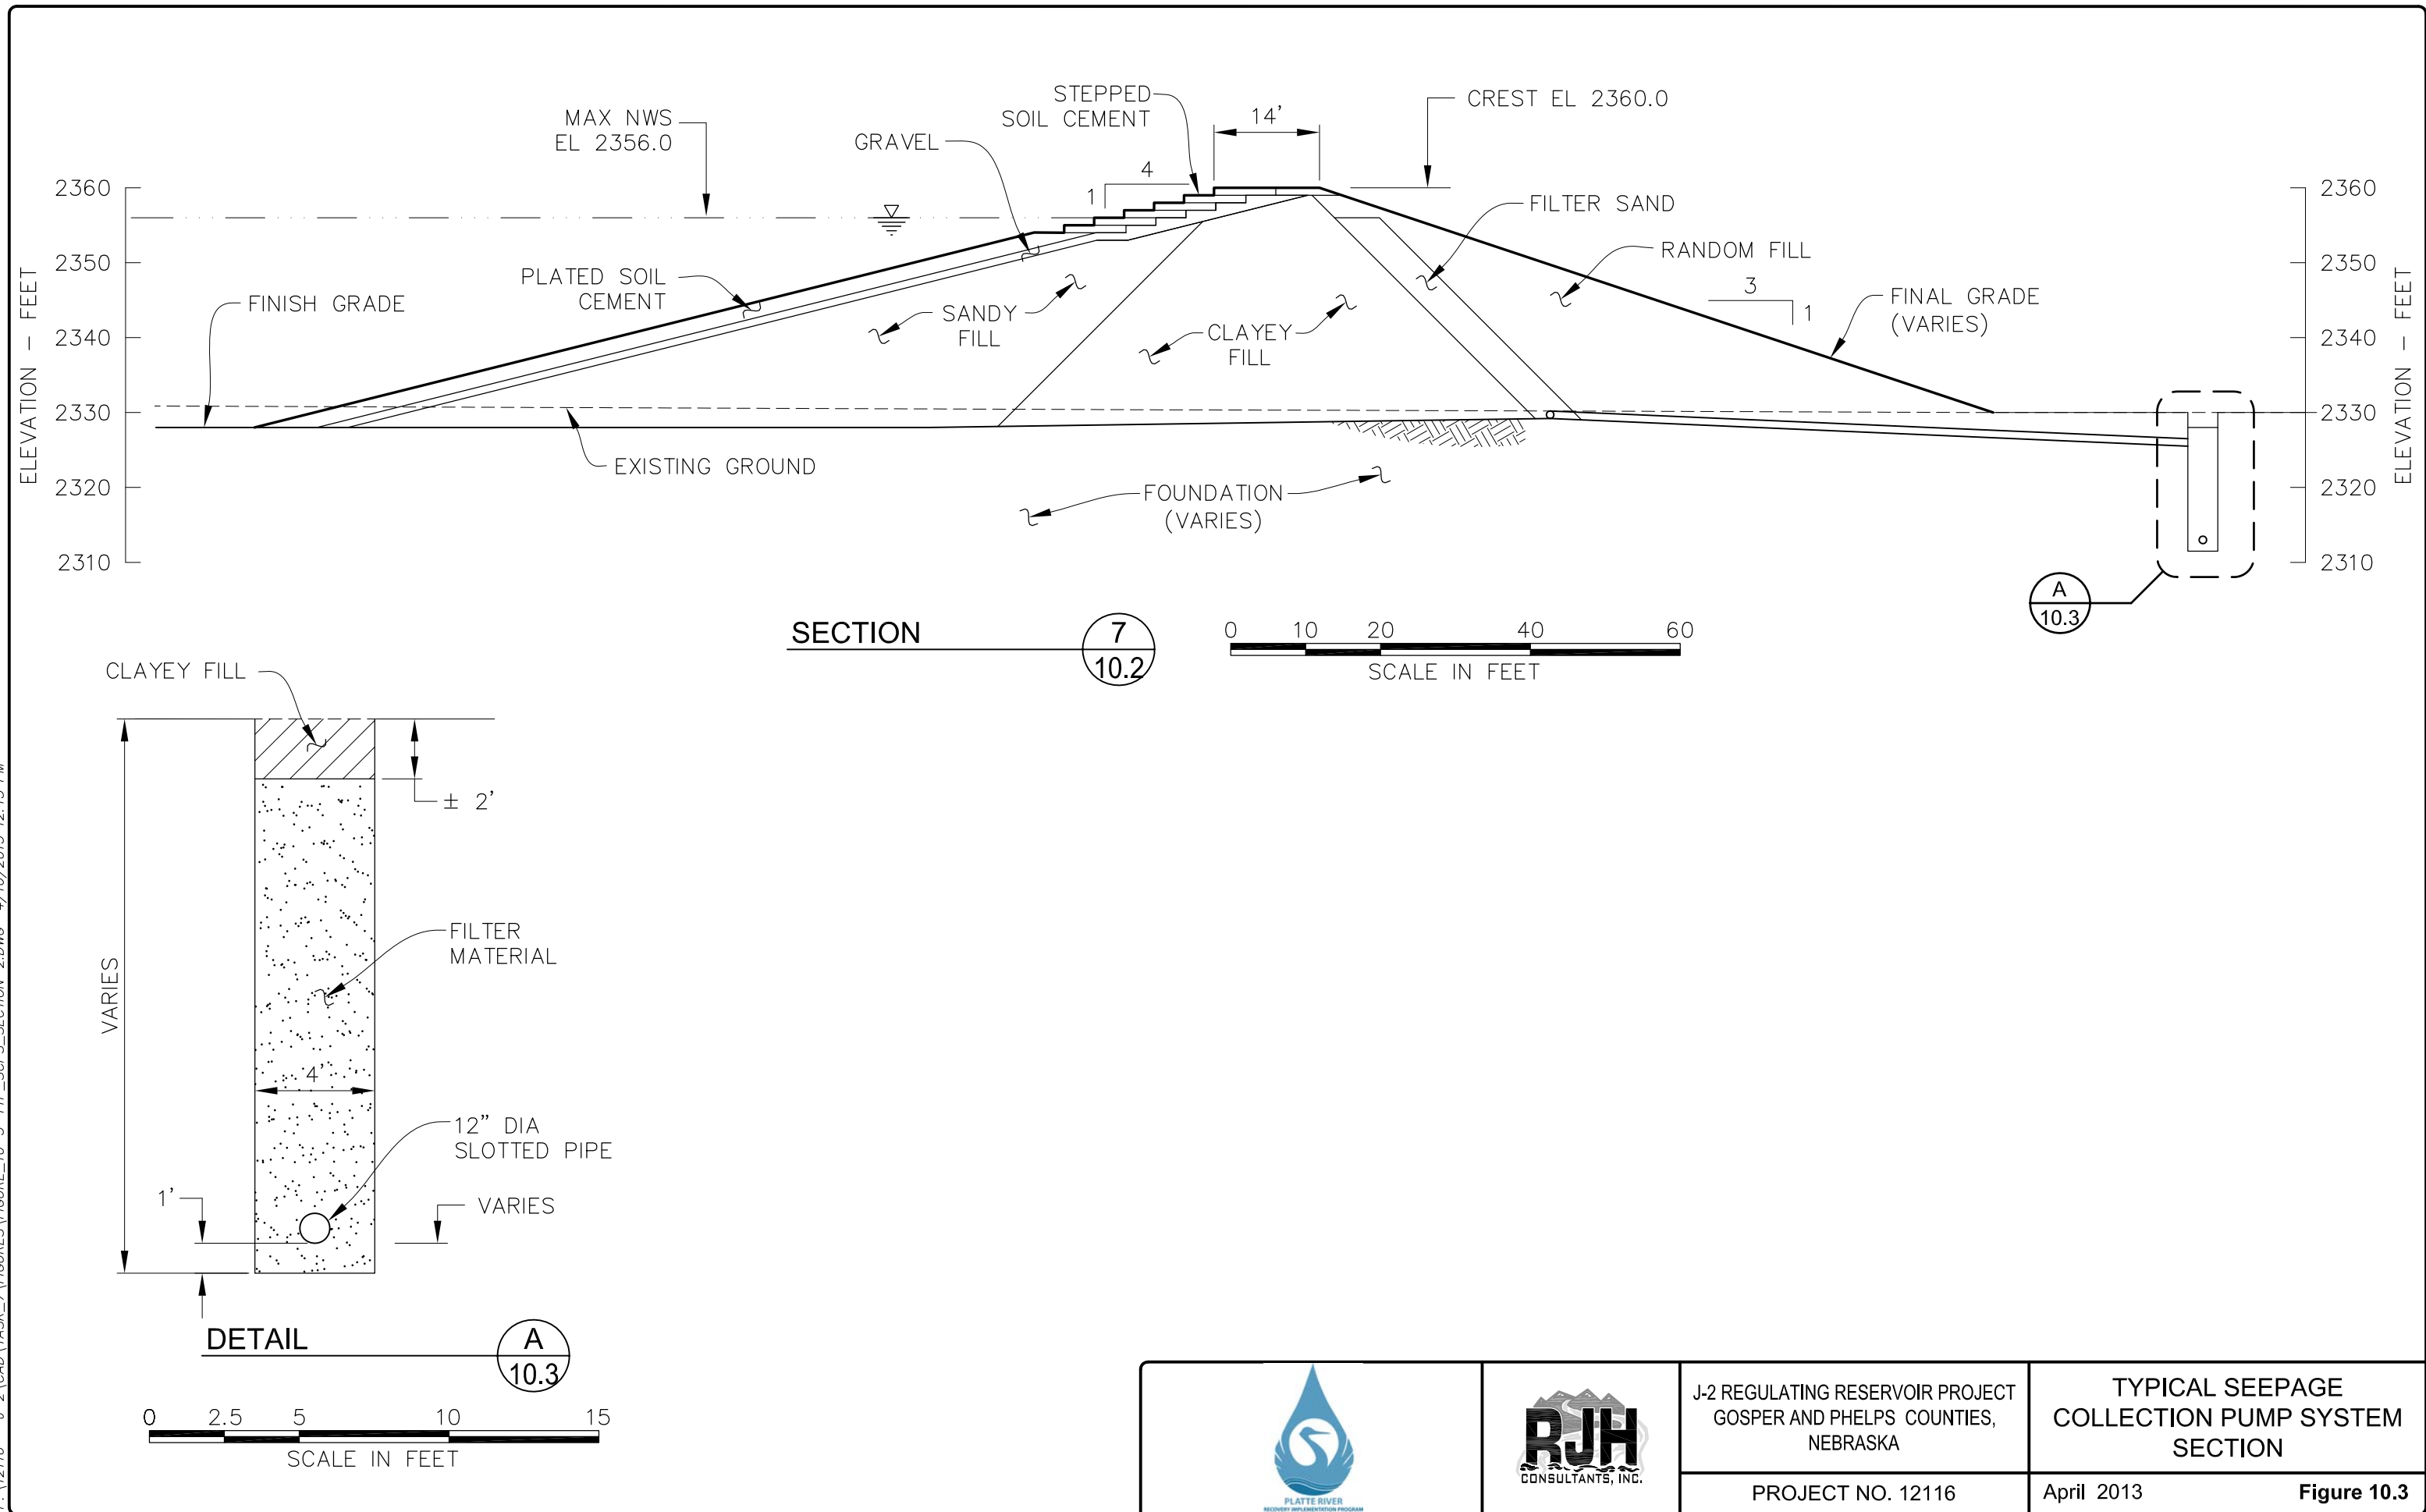 STEPPED
SOIL CEMENT
14'
CREST EL 2360.0
MAX NWS
EL 2356.0
GRAVEL
4
1
2360
2350
2340
2330
2320
2310
ELEVATION – FEET
FINISH GRADE
PLATED SOIL
CEMENT
SANDY
FILL
CLAYEY
FILL
FILTER SAND
RANDOM FILL
3
1
FINAL GRADE
(VARIES)
EXISTING GROUND
FOUNDATION
(VARIES)
2360
2350
2340
2330
2320
2310
ELEVATION – FEET
A
10.3
SECTION
7
10.2
0 10 20 40 60
SCALE IN FEET
CLAYEY FILL
± 2'
VARIES
FILTER
MATERIAL
4'
12" DIA
SLOTTED PIPE
1'
VARIES
DETAIL
A
10.3
0 2.5 5 10 15
SCALE IN FEET
PLATTE RIVER
RECOVERY IMPLEMENTATION PROGRAM
RJH
CONSULTANTS, INC.
J-2 REGULATING RESERVOIR PROJECT
GOSPER AND PHELPS COUNTIES,
NEBRASKA
PROJECT NO. 12116
TYPICAL SEEPAGE
COLLECTION PUMP SYSTEM
SECTION
April 2013
Figure 10.3